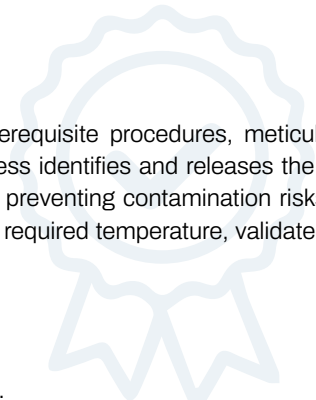 erequisite procedures, meticul
ess identifies and releases the
preventing contamination risk
required temperature, validate
.